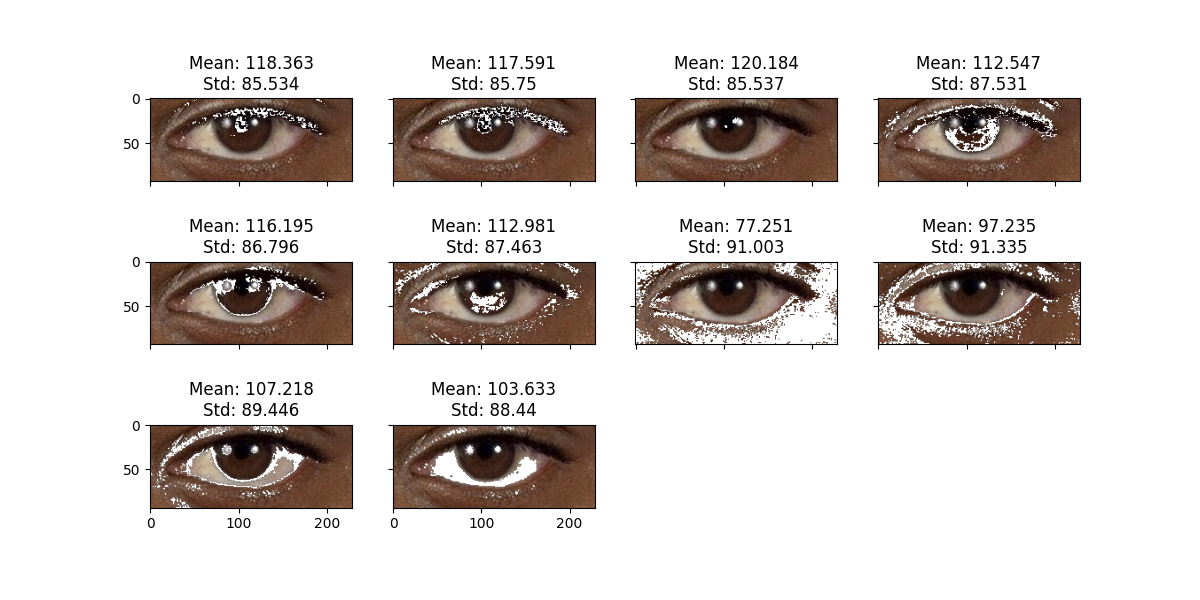 Mean: 118.363
Std: 85.534
Mean: 117.591
Std: 85.75
Mean: 120.184
Std: 85.537
Mean: 112.547
Std: 87.531
0
50
Mean: 116.195
Std: 86.796
Mean: 112.981
Std: 87.463
Mean: 77.251
Std: 91.003
Mean: 97.235
Std: 91.335
0
50
Mean: 107.218
Std: 89.446
Mean: 103.633
Std: 88.44
0
50
0 100 200
0 100 200